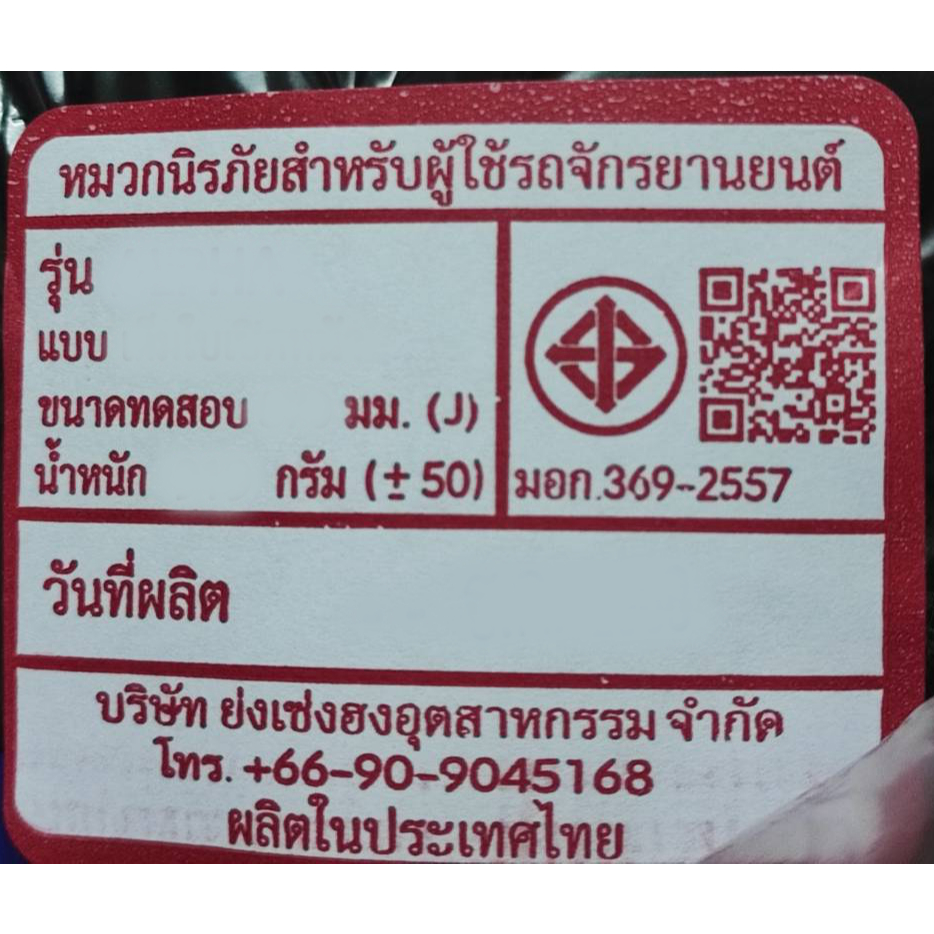 หมวกนิรภัยสำหรับผู้ใช้รถจักรยานยนต์
รุ่น
แบบ
ขนาดทดสอบ มม. (J)
น้ำหนัก กรัม (± 50)
มอก.369-2557
วันที่ผลิต
บริษัท ย่งเซ่งฮงอุตสาหกรรม จำกัด
โทร. +66-90-9045168
ผลิตในประเทศไทย